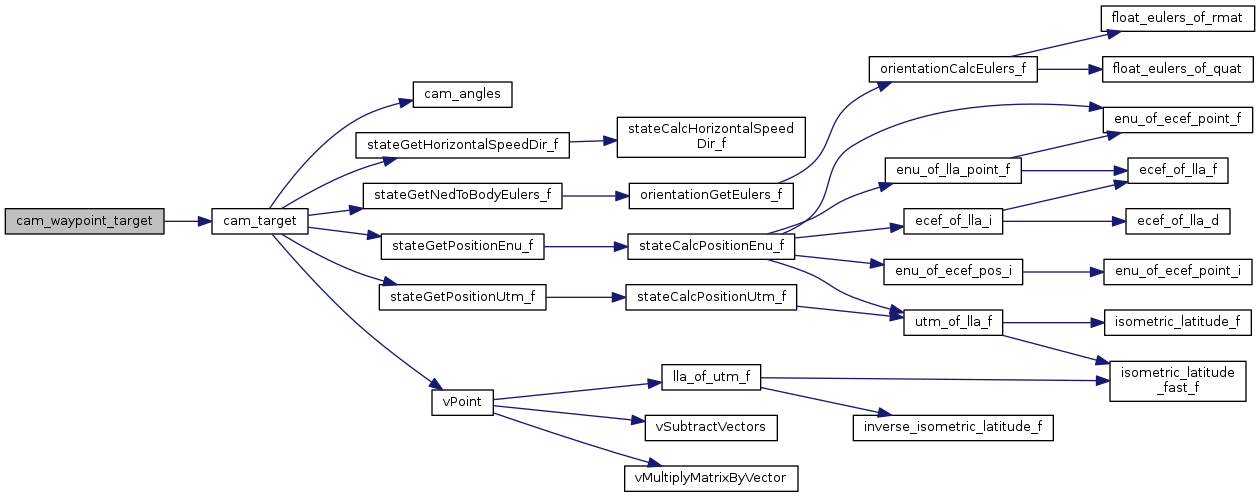 float_eulers_of_rmat
orientationCalcEulers_f
float_eulers_of_quat
cam_angles
stateCalcHorizontalSpeed
Dir_f
enu_of_ecef_point_f
stateGetHorizontalSpeedDir_f
enu_of_lla_point_f
ecef_of_lla_f
stateGetNedToBodyEulers_f
orientationGetEulers_f
cam_waypoint_target
cam_target
ecef_of_lla_i
ecef_of_lla_d
stateGetPositionEnu_f
stateCalcPositionEnu_f
enu_of_ecef_pos_i
enu_of_ecef_point_i
stateGetPositionUtm_f
stateCalcPositionUtm_f
utm_of_lla_f
isometric_latitude_f
lla_of_utm_f
isometric_latitude
_fast_f
vPoint
vSubtractVectors
inverse_isometric_latitude_f
vMultiplyMatrixByVector